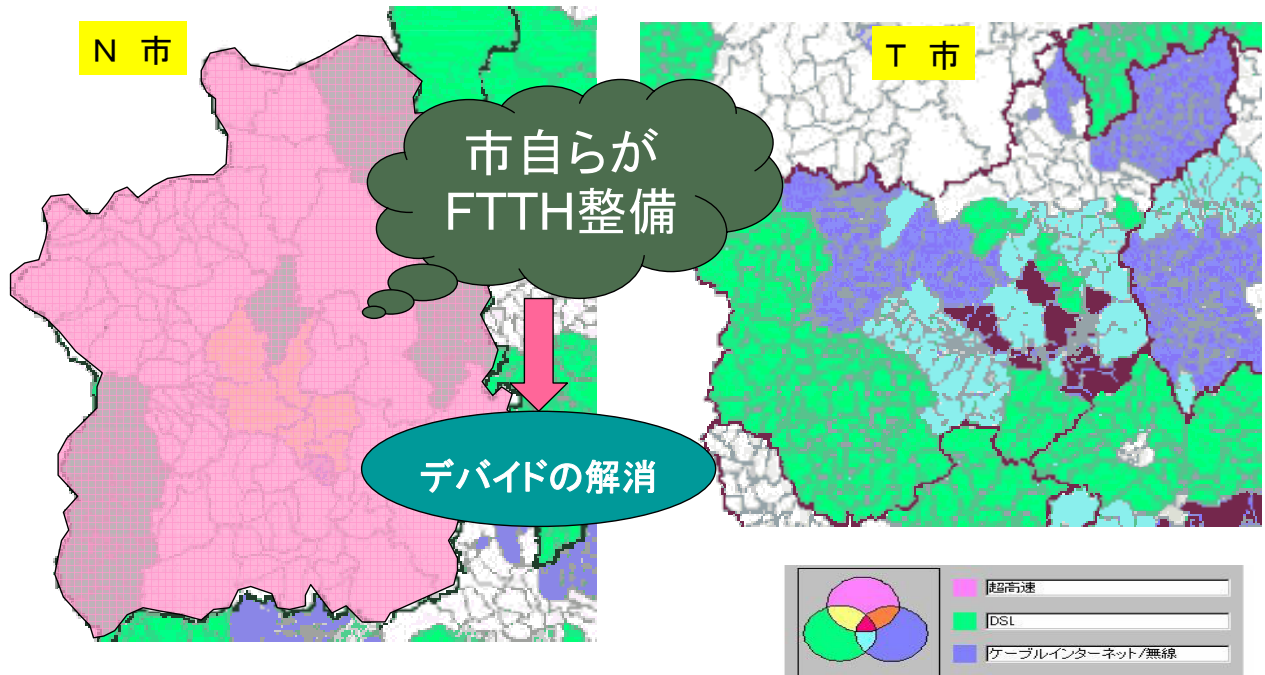 N 市
T 市
市自らが
FTTH整備
デバイドの解消
超高速
DSL
ケーブルインターネット/無線